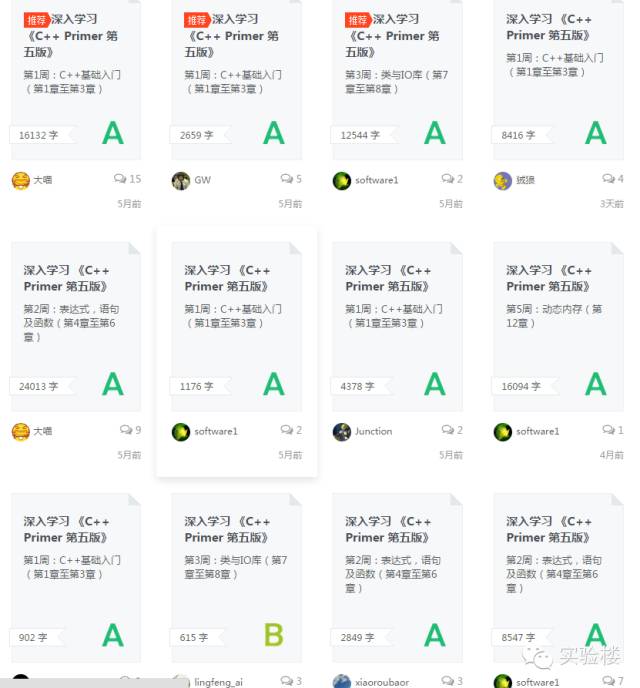 推荐 深入学习
《C++ Primer 第
五版》
第1周：C++基础入门
（第1章至第3章）
16132 字
A
大喵
15
5月前
推荐 深入学习
《C++ Primer 第
五版》
第1周：C++基础入门
（第1章至第3章）
2659 字
A
GW
5
5月前
推荐 深入学习
《C++ Primer 第
五版》
第3周：类与IO库（第7
章至第8章）
12544 字
A
software1
2
5月前
深入学习 《C++
Primer 第五版》
第1周：C++基础入门
（第1章至第3章）
8416 字
A
4
3天前
深入学习 《C++
Primer 第五版》
第2周：表达式，语句
及函数（第4章至第6
章）
24013 字
A
大喵
9
5月前
深入学习 《C++
Primer 第五版》
第1周：C++基础入门
（第1章至第3章）
1176 字
A
software1
2
5月前
深入学习 《C++
Primer 第五版》
第1周：C++基础入门
（第1章至第3章）
4378 字
A
Junction
2
5月前
深入学习 《C++
Primer 第五版》
第5周：动态内存（第
12章）
16094 字
A
software1
1
4月前
深入学习 《C++
Primer 第五版》
第1周：C++基础入门
（第1章至第3章）
902 字
A
深入学习 《C++
Primer 第五版》
第3周：类与IO库（第7
章至第8章）
615 字
B
lingfeng_ai
3
深入学习 《C++
Primer 第五版》
第2周：表达式，语句
及函数（第4章至第6
章）
2849 字
A
xiaoroubaor
3
深入学习 《C++
Primer 第五版》
第2周：表达式，语句
及函数（第4章至第6
章）
8547 字
A
software1
7
实验楼